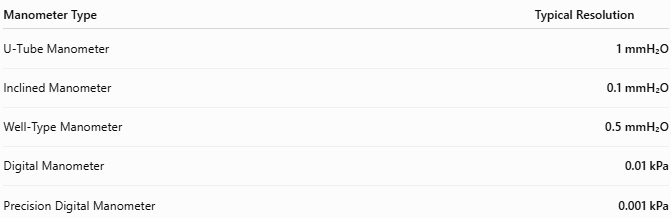 Manometer Type Typical Resolution
U-Tube Manometer 1 mmH₂O
Inclined Manometer 0.1 mmH₂O
Well-Type Manometer 0.5 mmH₂O
Digital Manometer 0.01 kPa
Precision Digital Manometer 0.001 kPa